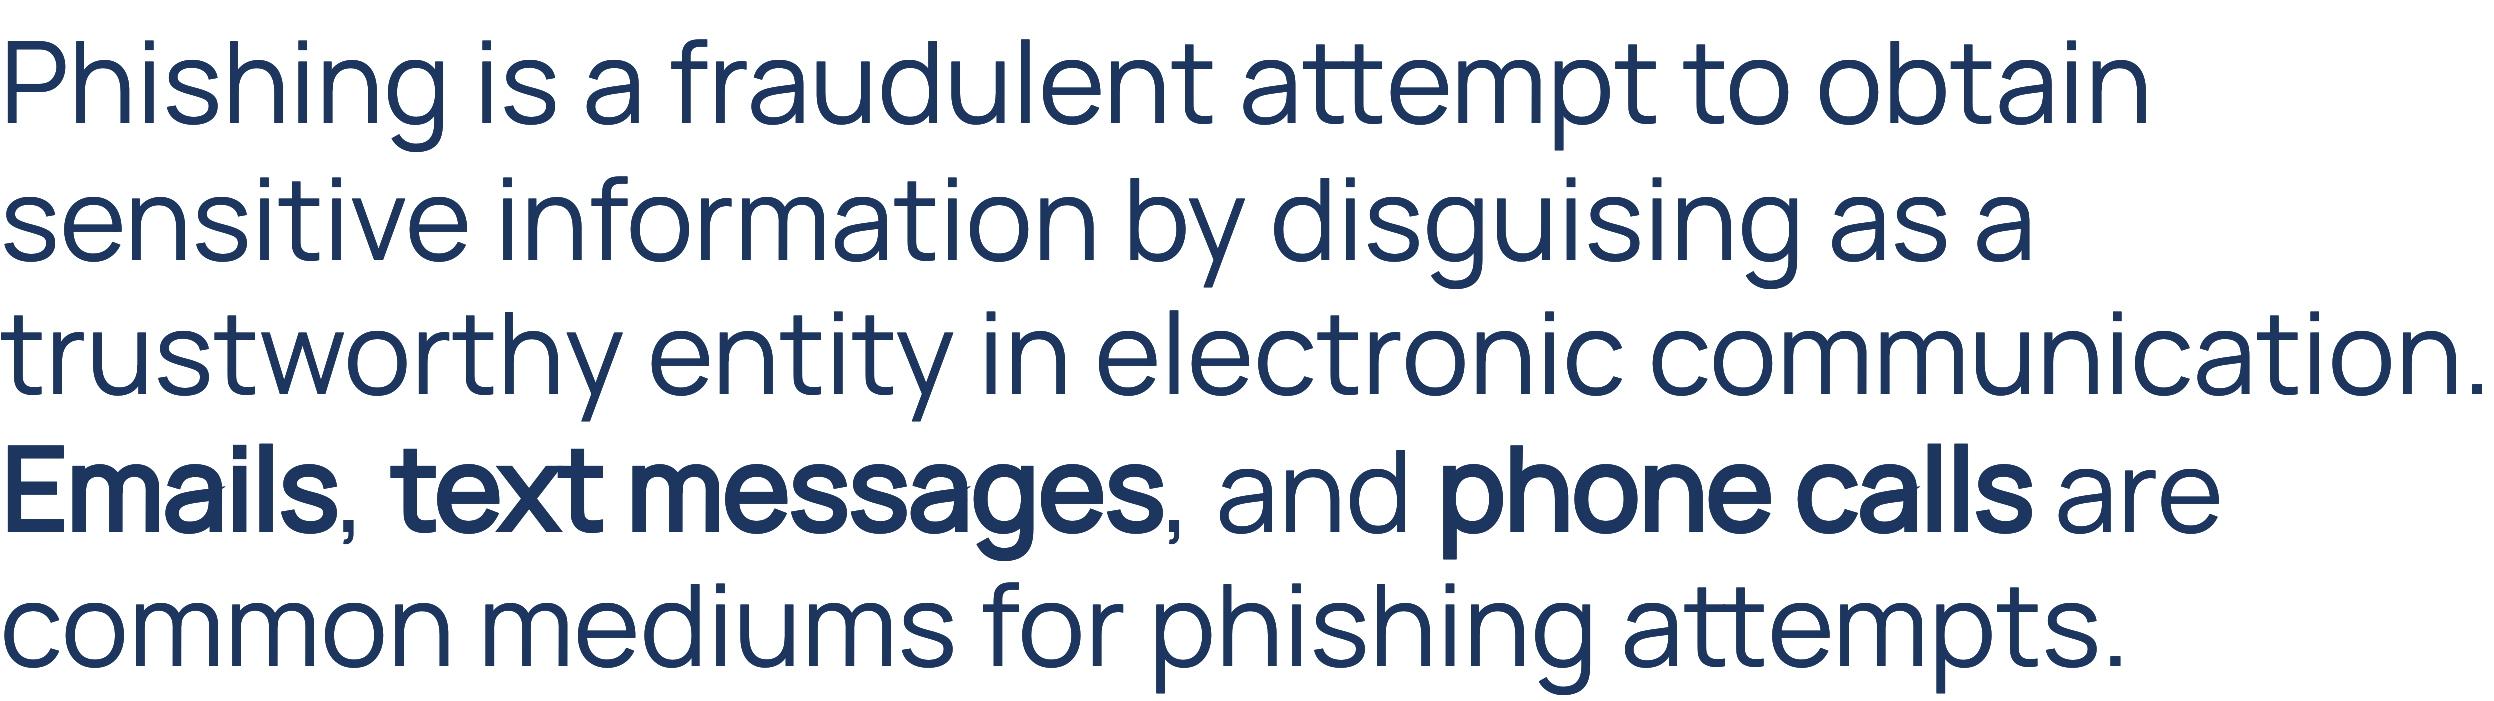 Phishing is a fraudulent attempt to obtain
sensitive information by disguising as a
trustworthy entity in electronic communication.
Emails, text messages, and phone calls are
common mediums for phishing attempts.